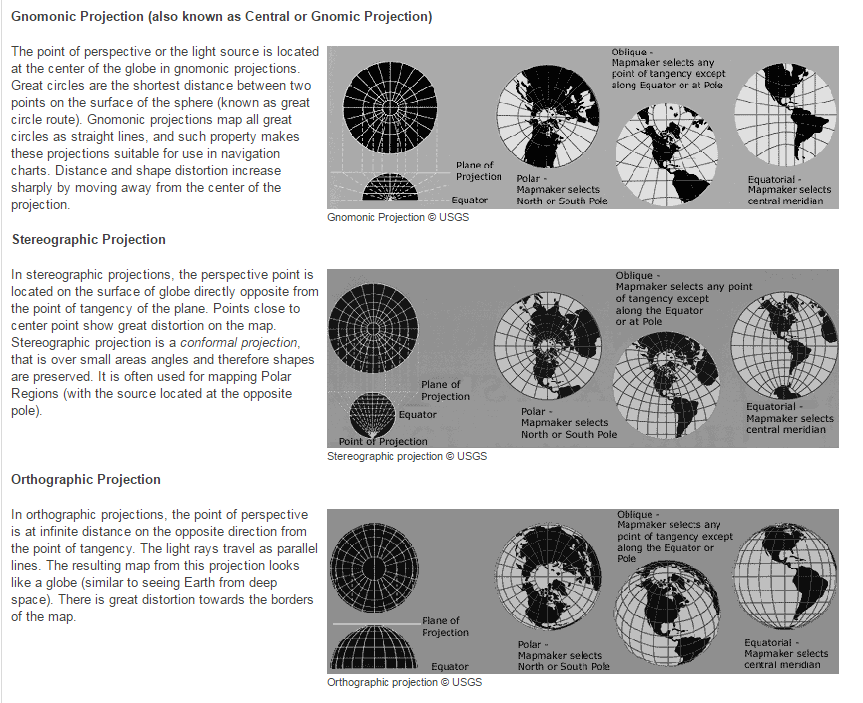 Gnomonic Projection (also known as Central or Gnomic Projection)
The point of perspective or the light source is located
at the center of the globe in gnomonic projections.
Great circles are the shortest distance between two
points on the surface of the sphere (known as great
circle route). Gnomonic projections map all great
circles as straight lines, and such property makes
these projections suitable for use in navigation
charts. Distance and shape distortion increase
sharply by moving away from the center of the
projection.
Plane of
Projection
Equator
Polar -
Mapmaker selects
North or South Pole
Oblique -
Mapmaker selects any
point of tangency except
along Equator or at Pole
Equatorial -
Mapmaker selects
central meridian
Gnomonic Projection © USGS
Stereographic Projection
In stereographic projections, the perspective point is
located on the surface of globe directly opposite from
the point of tangency of the plane. Points close to
center point show great distortion on the map.
Stereographic projection is a conformal projection,
that is over small areas angles and therefore shapes
are preserved. It is often used for mapping Polar
Regions (with the source located at the opposite
pole).
Plane of
Projection
Equator
Point of Projection
Polar -
Mapmaker selects
North or South Pole
Oblique -
Mapmaker selects any point
of tangency except
along the Equator
or at Pole
Equatorial -
Mapmaker selects
central meridian
Stereographic projection © USGS
Orthographic Projection
In orthographic projections, the point of perspective
is at infinite distance on the opposite direction from
the point of tangency. The light rays travel as parallel
lines. The resulting map from this projection looks
like a globe (similar to seeing Earth from deep
space). There is great distortion towards the borders
of the map.
Plane of
Projection
Equator
Polar -
Mapmaker selects
North or South Pole
Oblique -
Mapmaker selects any
point of tangency except
along the Equator or
Pole
Equatorial -
Mapmaker selects
central meridian
Orthographic projection © USGS